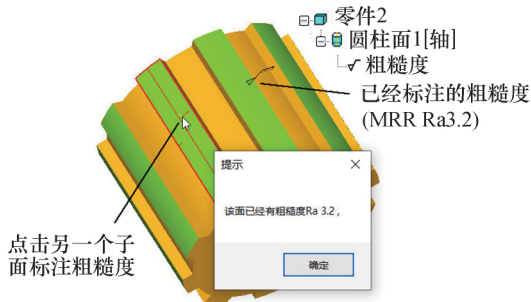 零件2
圆柱面1[轴]
粗糙度
已经标注的粗糙度
(MRR Ra3.2)
提示
该面已经有粗糙度Ra 3.2，
确定
点击另一个子
面标注粗糙度